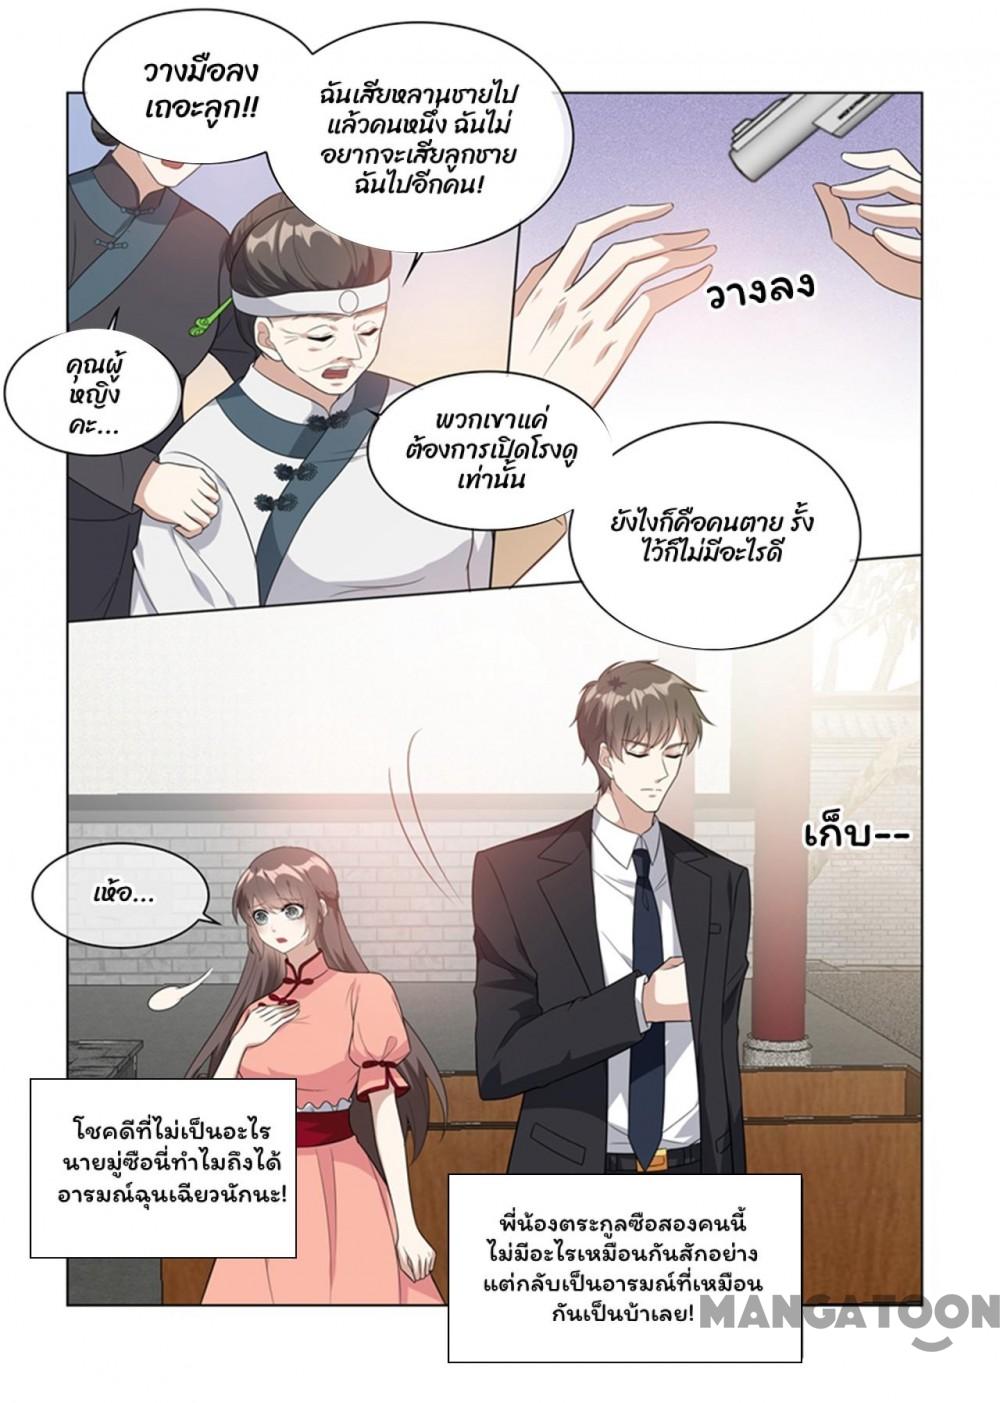 วางมือลง
เถอะลูก!!
ฉันเสียหลานชายไป
แล้วคนหนึ่ง ฉันไม่
อยากจะเสียลูกชาย
ฉันไปอีกคน!
วางลง
คุณผู้
หญิง
คะ...
พวกเขาแค่
ต้องการเปิดโรงดู
เท่านั้น
ยังไงก็คือคนตาย รั้ง
ไว้ก็ไม่มีอะไรดี
เก็บ--
เห้อ...
โชคดีที่ไม่เป็นอะไร
นายมู่ซือนี่ทำไมถึงได้
อารมณ์ฉุนเฉียวนักนะ!
พี่น้องตระกูลซือสองคนนี้
ไม่มีอะไรเหมือนกันสักอย่าง
แต่กลับเป็นอารมณ์ที่เหมือน
กันเป็นบ้าเลย!
MANGATOON